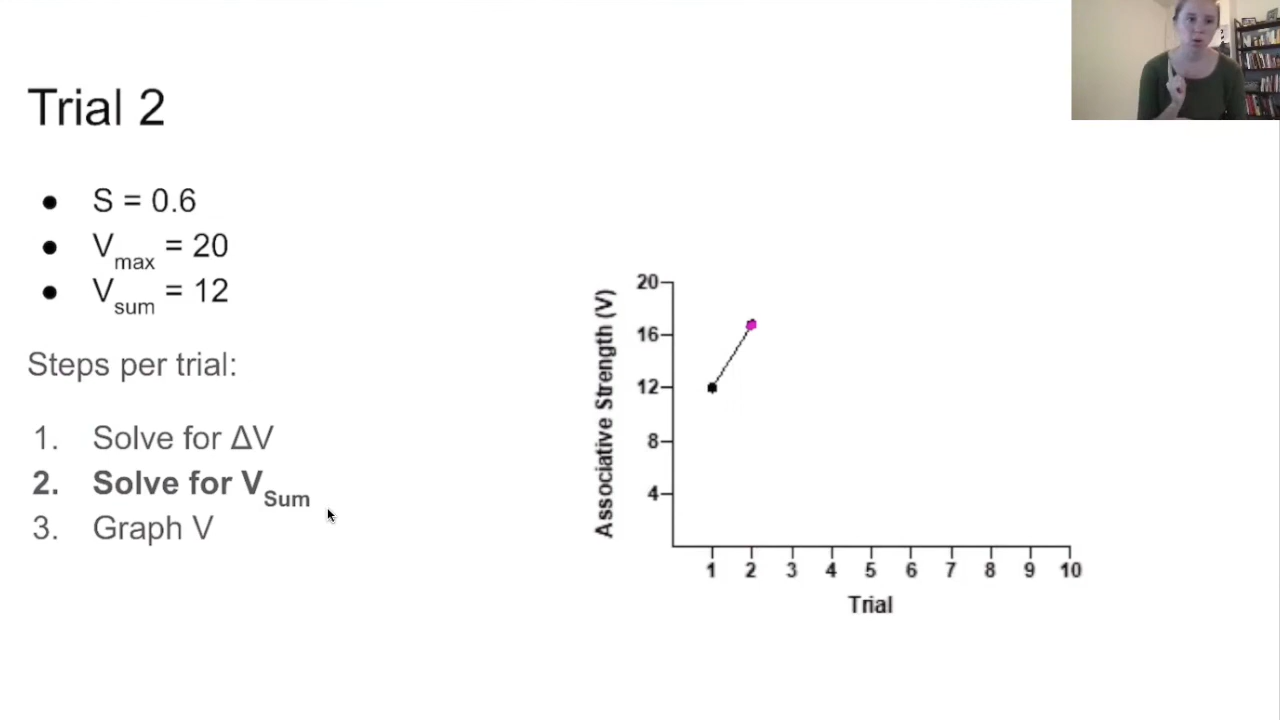 Trial 2
● S = 0.6
● Vmax = 20
● Vsum = 12
Steps per trial:
1. Solve for ΔV
2. Solve for VSum
3. Graph V
Associative Strength (V)
20
16
12
8
4
1 2 3 4 5 6 7 8 9 10
Trial